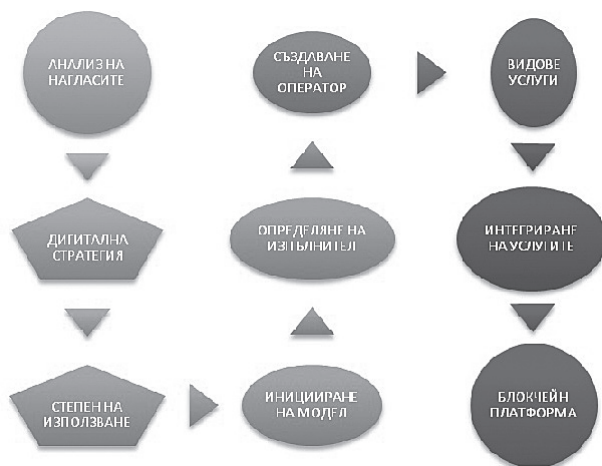 АНАЛИЗ НА
НАГЛАСИТЕ
ДИГИТАЛНА
СТРАТЕГИЯ
СТЕПЕН НА
ИЗПОЛЗВАНЕ
ИНИЦИИРАНЕ
НА МОДЕЛ
ОПРЕДЕЛЯНЕ НА
ИЗПЪЛНИТЕЛ
СЪЗДАВАНЕ
НА
ОПЕРАТОР
ВИДОВЕ
УСЛУГИ
ИНТЕГРИРАНЕ
НА УСЛУГИТЕ
БЛОКЧЕЙН
ПЛАТФОРМА